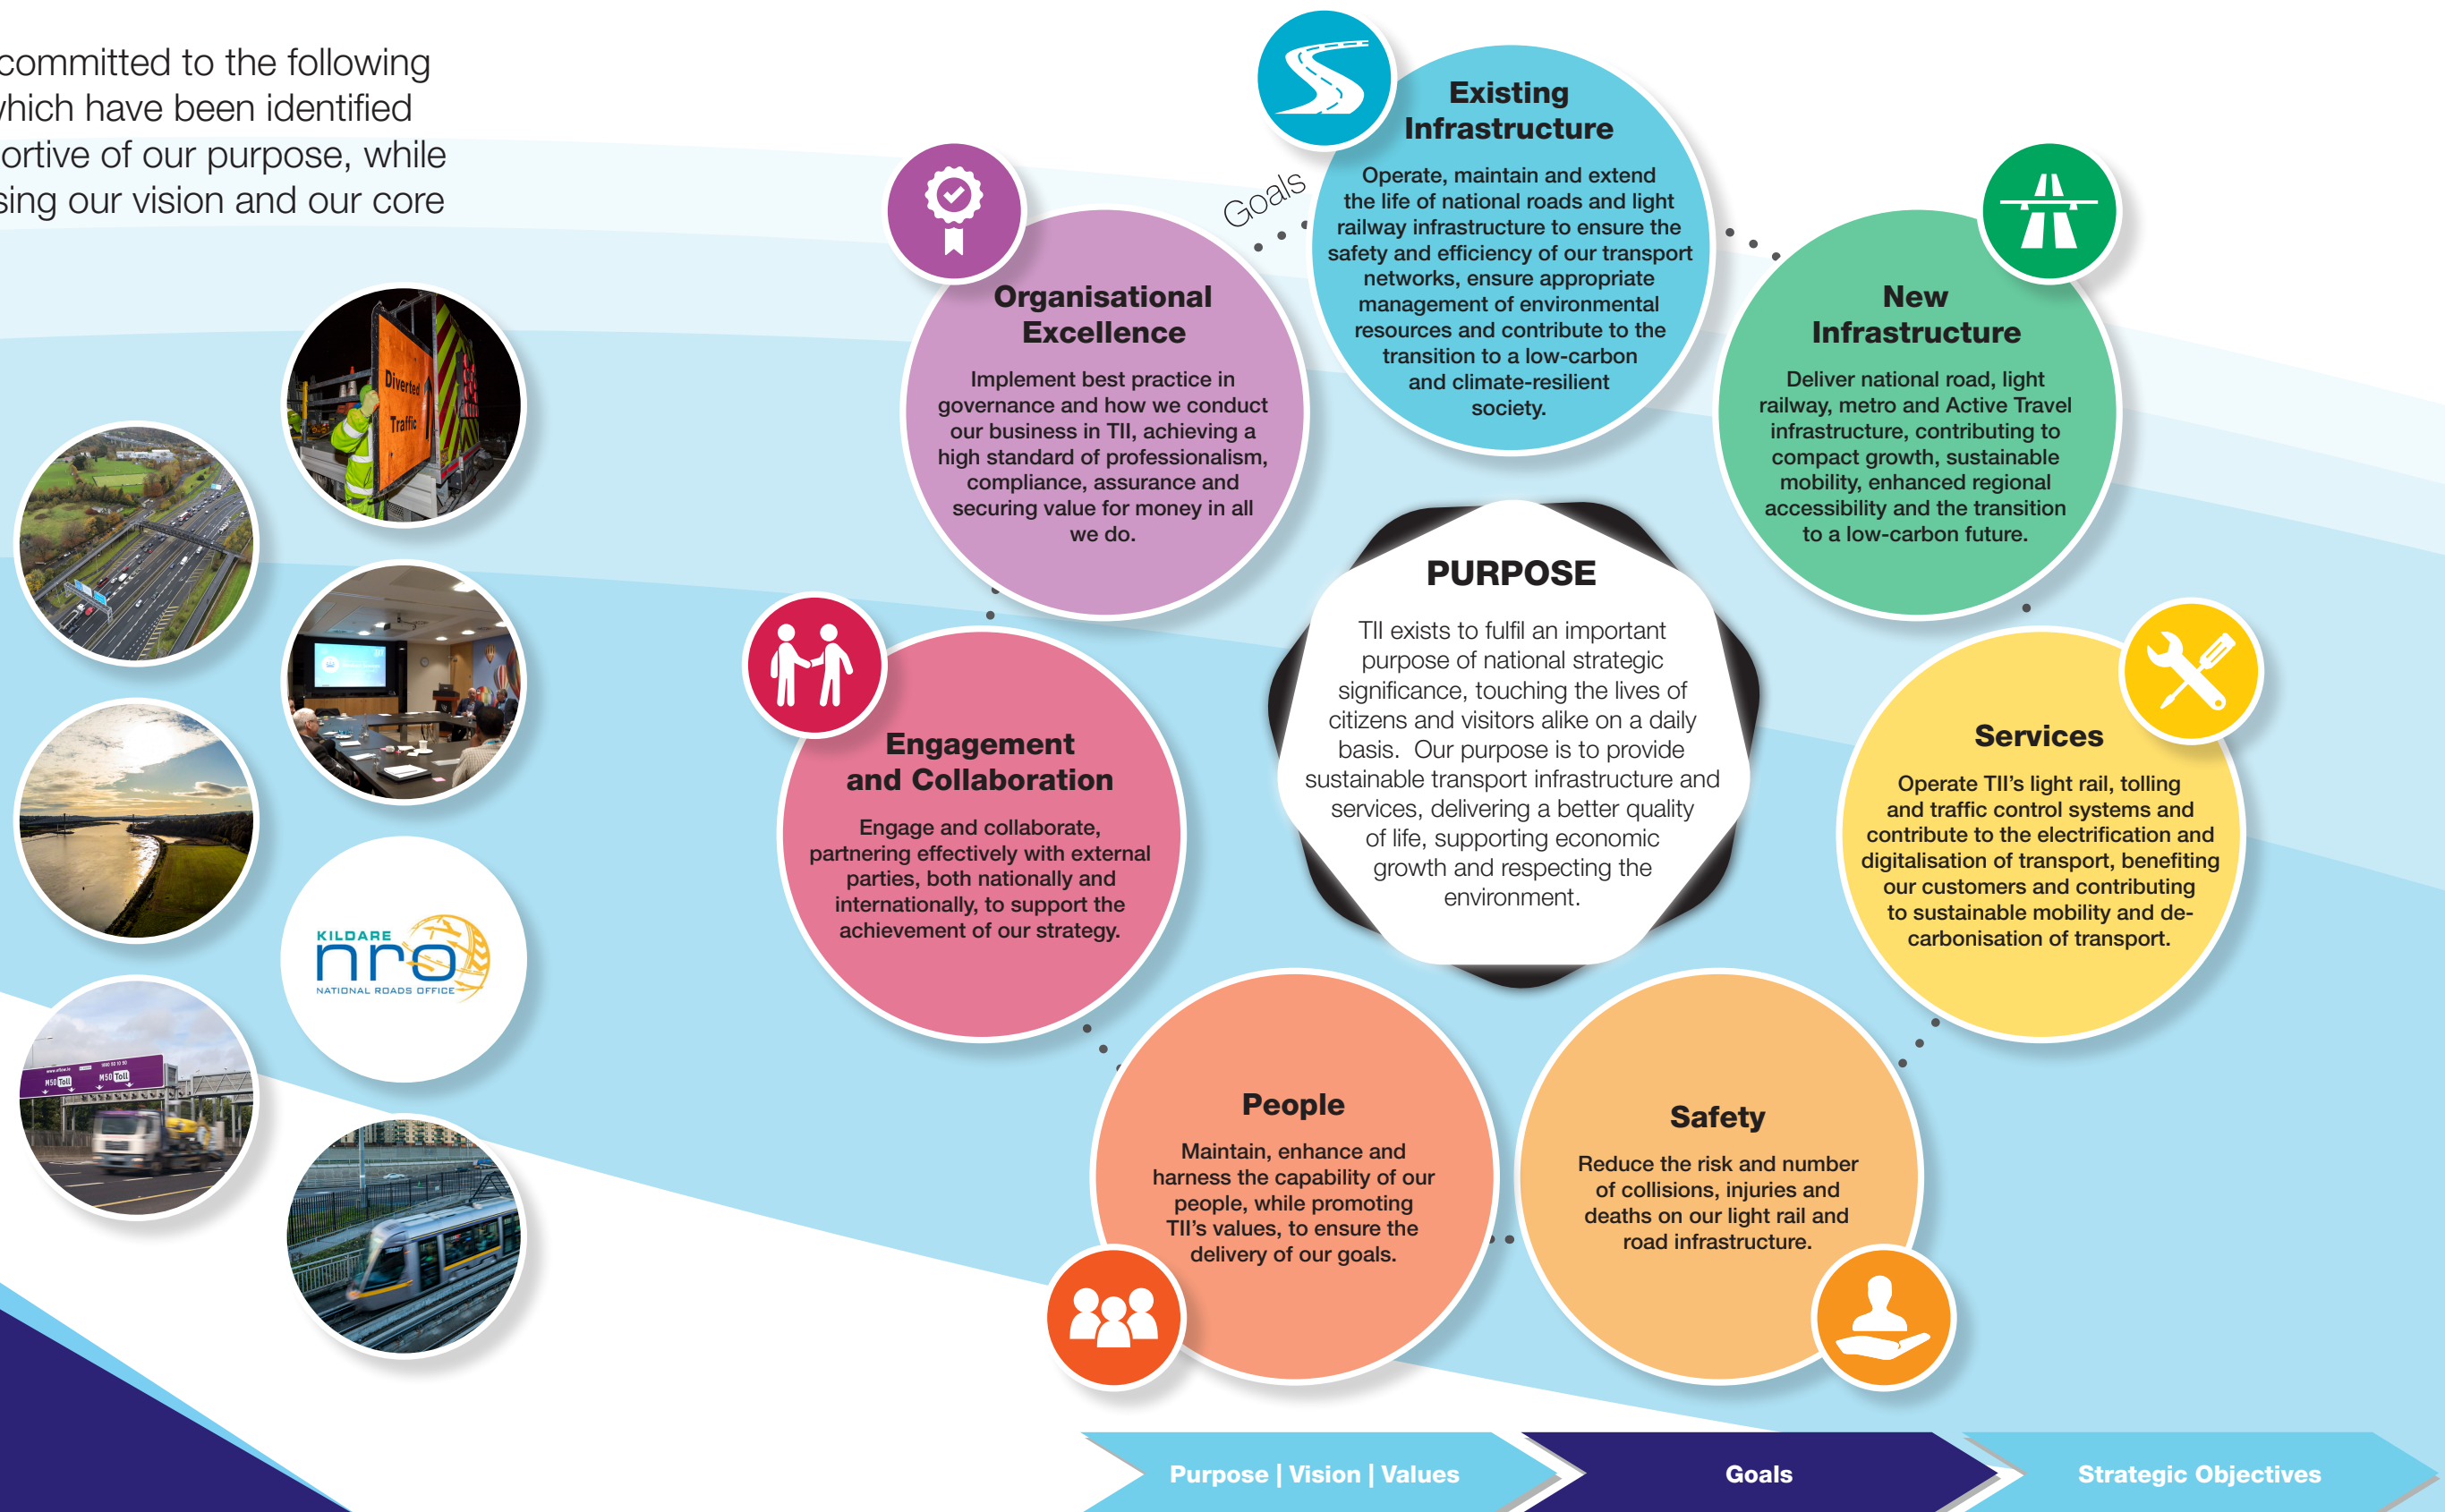 committed to the following
which have been identified
ortive of our purpose, while
sing our vision and our core
Diverted
Traffic
KILDARE
nro
NATIONAL ROADS OFFICE
M50 Toll
M50 Toll
Goals
Existing
Infrastructure
Operate, maintain and extend
the life of national roads and light
railway infrastructure to ensure the
safety and efficiency of our transport
networks, ensure appropriate
management of environmental
resources and contribute to the
transition to a low-carbon
and climate-resilient
society.
New
Infrastructure
Deliver national road, light
railway, metro and Active Travel
infrastructure, contributing to
compact growth, sustainable
mobility, enhanced regional
accessibility and the transition
to a low-carbon future.
Services
Operate TII's light rail, tolling
and traffic control systems and
contribute to the electrification and
digitalisation of transport, benefiting
our customers and contributing
to sustainable mobility and de-
carbonisation of transport.
Safety
Reduce the risk and number
of collisions, injuries and
deaths on our light rail and
road infrastructure.
People
Maintain, enhance and
harness the capability of our
people, while promoting
TII's values, to ensure the
delivery of our goals.
Engagement
and Collaboration
Engage and collaborate,
partnering effectively with external
parties, both nationally and
internationally, to support the
achievement of our strategy.
Organisational
Excellence
Implement best practice in
governance and how we conduct
our business in TII, achieving a
high standard of professionalism,
compliance, assurance and
securing value for money in all
we do.
PURPOSE
TII exists to fulfil an important
purpose of national strategic
significance, touching the lives of
citizens and visitors alike on a daily
basis. Our purpose is to provide
sustainable transport infrastructure and
services, delivering a better quality
of life, supporting economic
growth and respecting the
environment.
Purpose | Vision | Values
Goals
Strategic Objectives